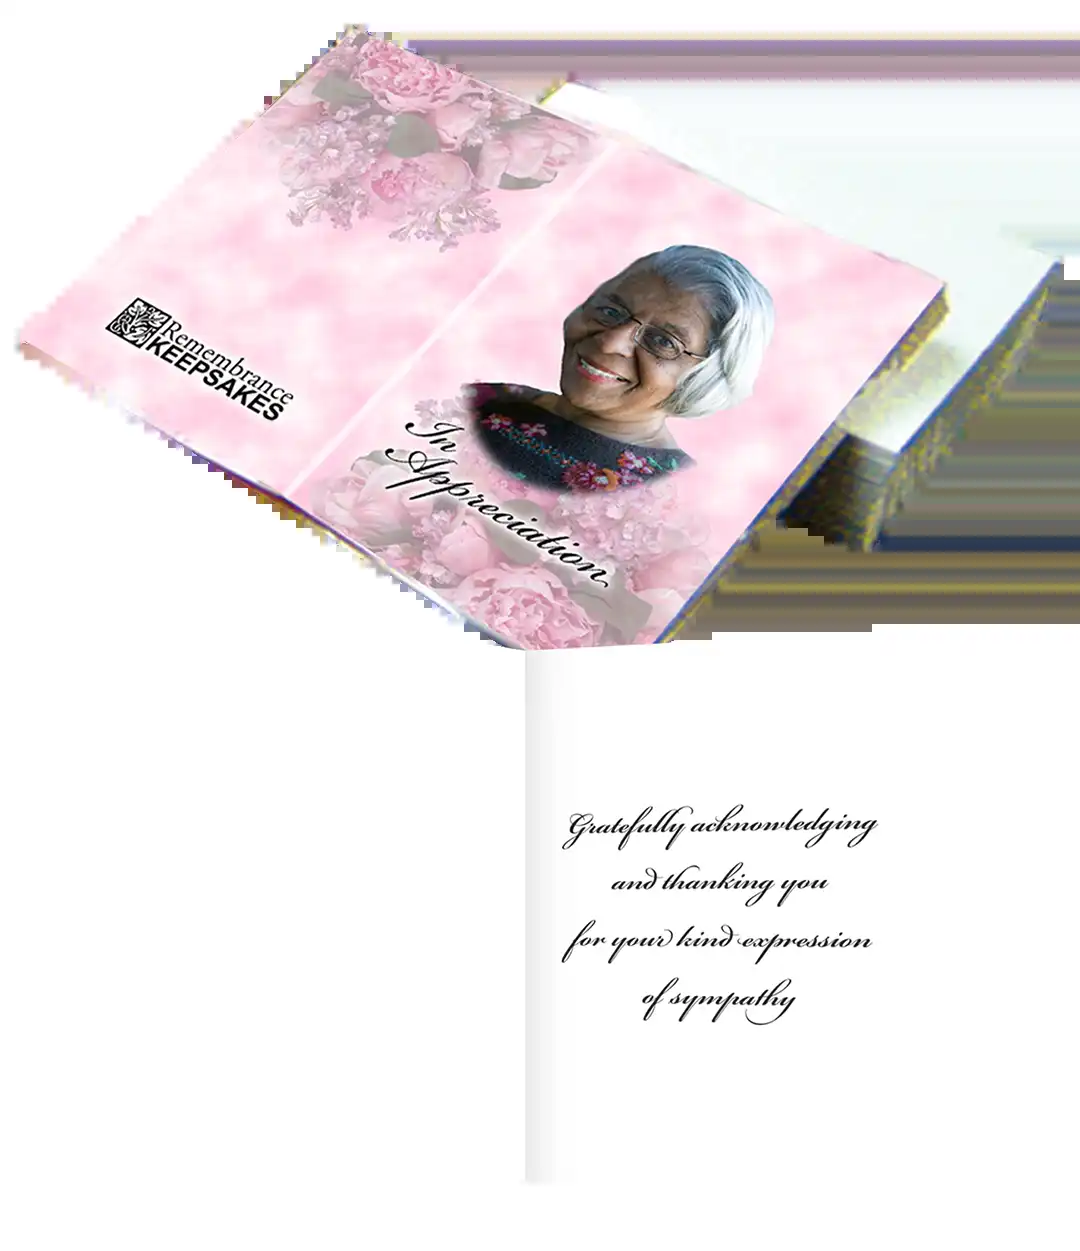 Remembrance
KEEPSAKES
In
Appreciation
Gratefully acknowledging
and thanking you
for your kind expression
of sympathy